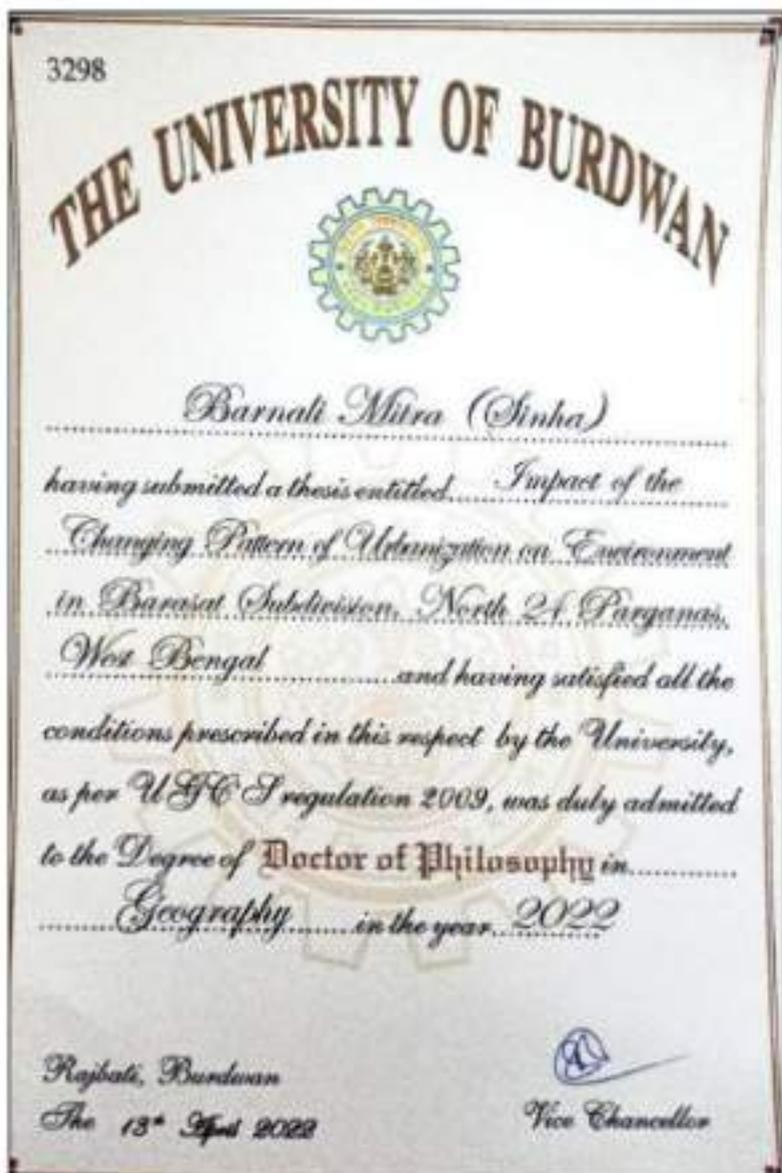 3298
THE UNIVERSITY OF BURDWAN
Barnali Mitra (Sinha)
having submitted a thesis entitled Impact of the
Changing Pattern of Urbanization on Environment
in Barasat Subdivision, North 24 Parganas,
West Bengal and having satisfied all the
conditions prescribed in this respect by the University,
as per UGC'S regulation 2009, was duly admitted
to the Degree of Doctor of Philosophy in
Geography in the year 2022
Rajbati, Burdwan
The 13th April 2022
Vice Chancellor